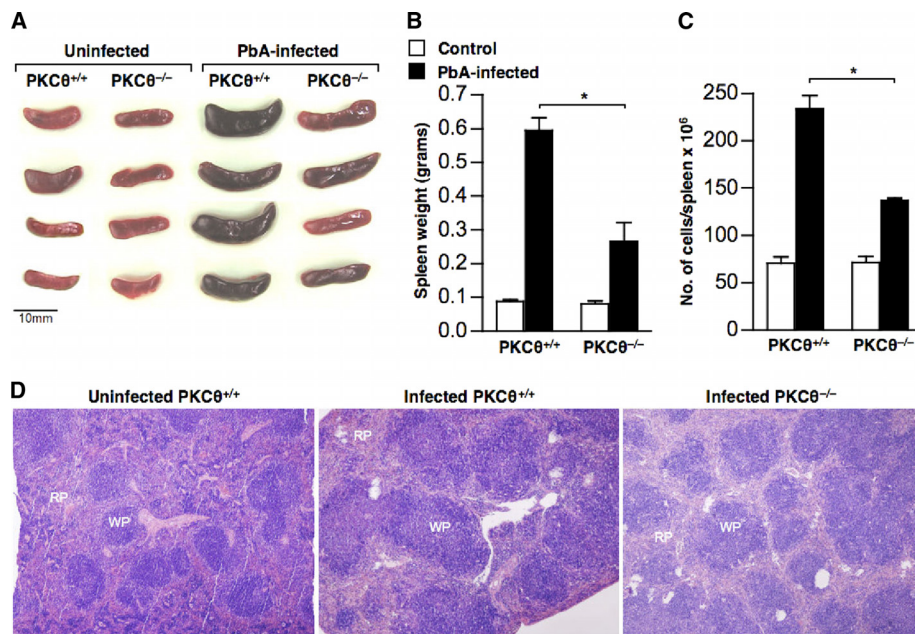 A
Uninfected PbA-infected
PKCθ+/+ PKCθ−/− PKCθ+/+ PKCθ−/−
10mm
B
Control
PbA-infected
*
Spleen weight (grams)
0.7
0.6
0.5
0.4
0.3
0.2
0.1
0.0
PKCθ+/+ PKCθ−/−
C
*
No. of cells/spleen x 10⁶
250
200
150
100
50
0
PKCθ+/+ PKCθ−/−
D
Uninfected PKCθ+/+ Infected PKCθ+/+ Infected PKCθ−/−
RP
WP
RP
WP
RP
WP